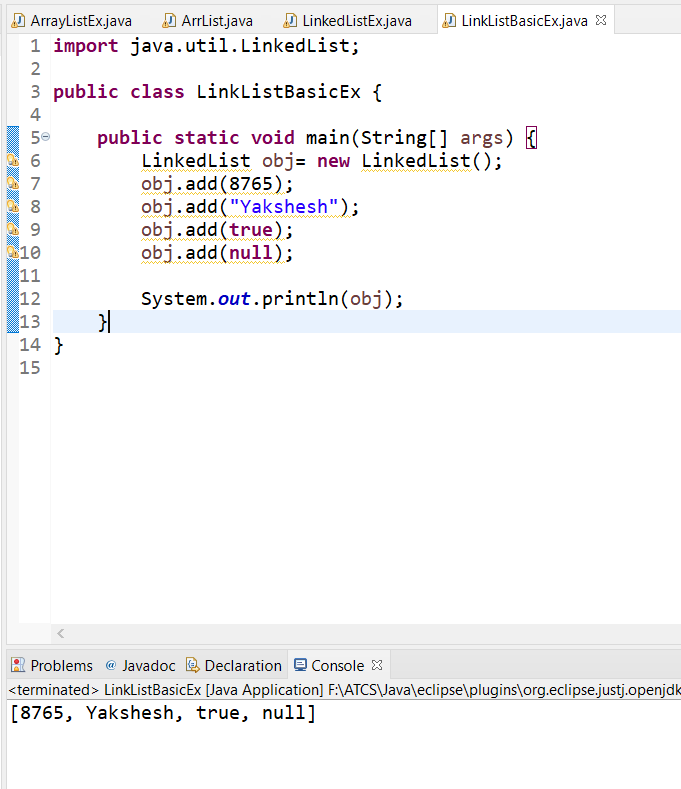 ArrayListEx.java ArrList.java LinkedListEx.java LinkListBasicEx.java
1 import java.util.LinkedList;
2
3 public class LinkListBasicEx {
4
5 public static void main(String[] args) {
6 LinkedList obj= new LinkedList();
7 obj.add(8765);
8 obj.add("Yakshesh");
9 obj.add(true);
10 obj.add(null);
11
12 System.out.println(obj);
13 }
14 }
15
Problems @ Javadoc Declaration Console
<terminated> LinkListBasicEx [Java Application] F:\ATCS\Java\eclipse\plugins\org.eclipse.justj.openjdk
[8765, Yakshesh, true, null]